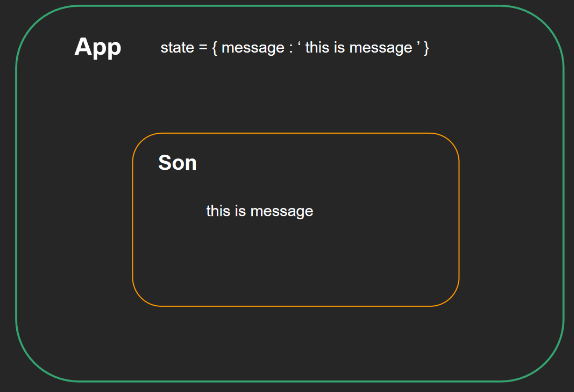 App state = { message : ‘ this is message ’ }
Son
this is message